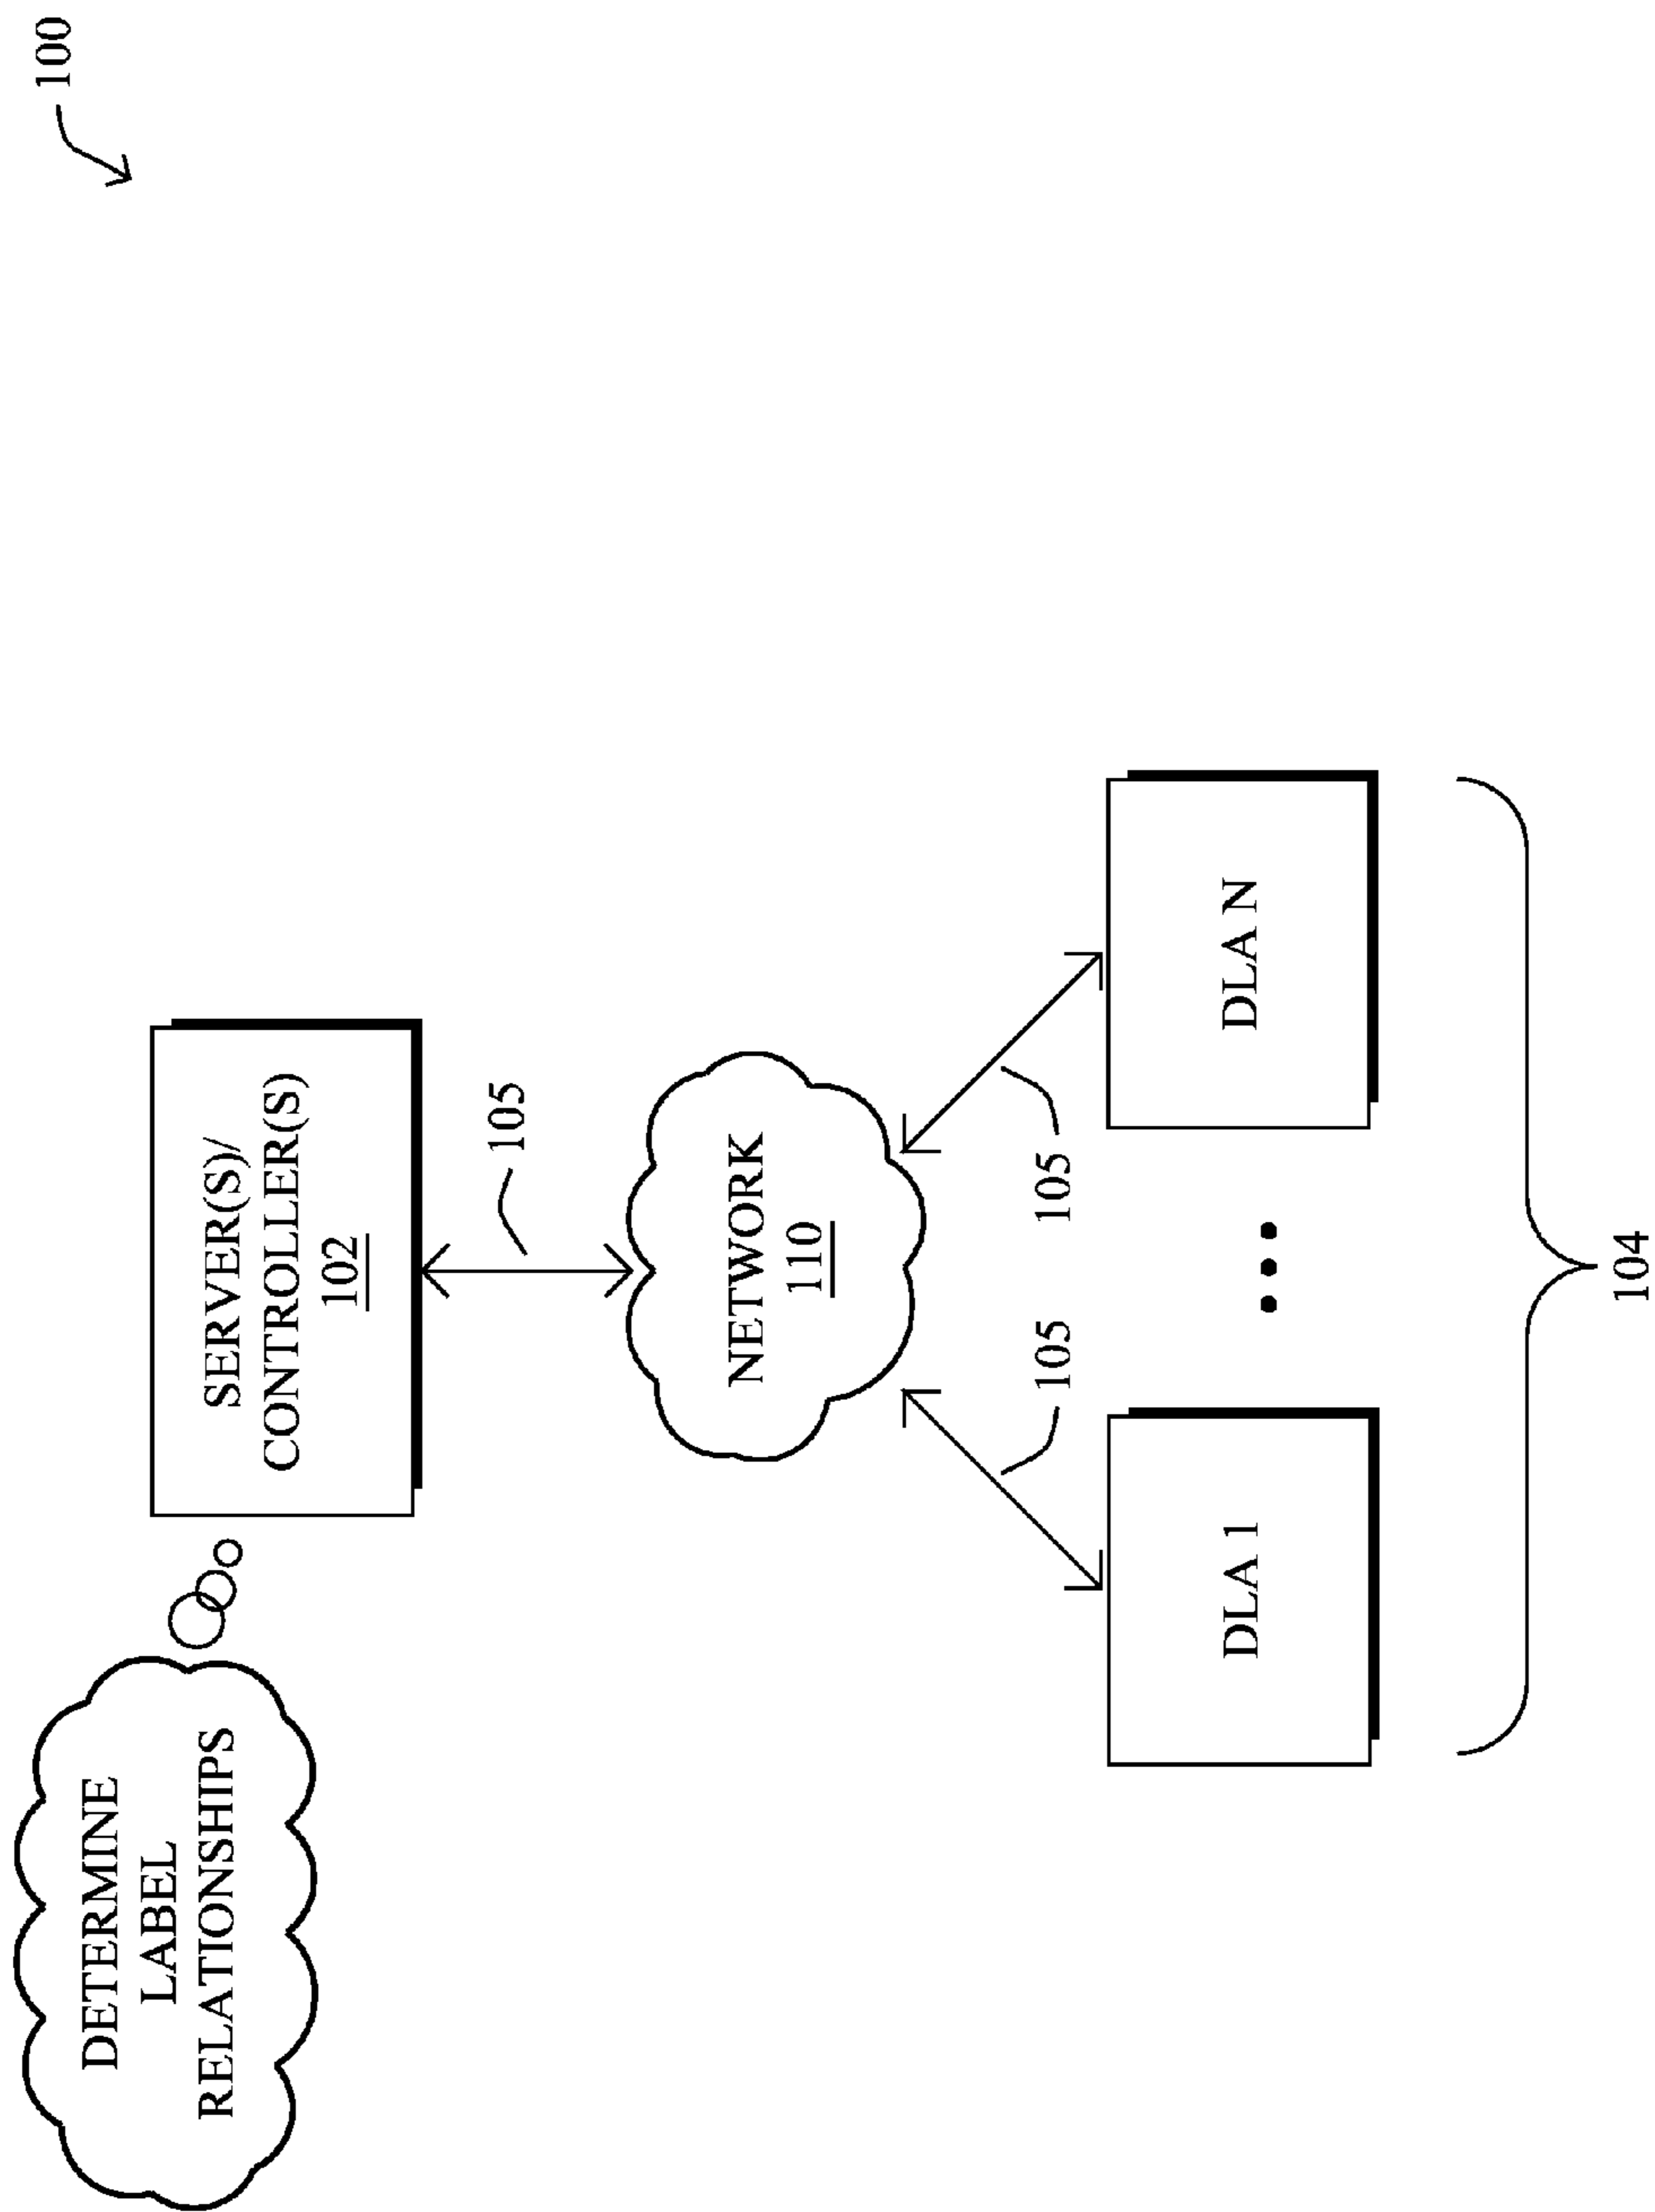 100
DETERMINE
LABEL
RELATIONSHIPS
SERVER(S)/
CONTROLLER(S)
102
105
NETWORK
110
105
105
DLA 1
DLA N
104